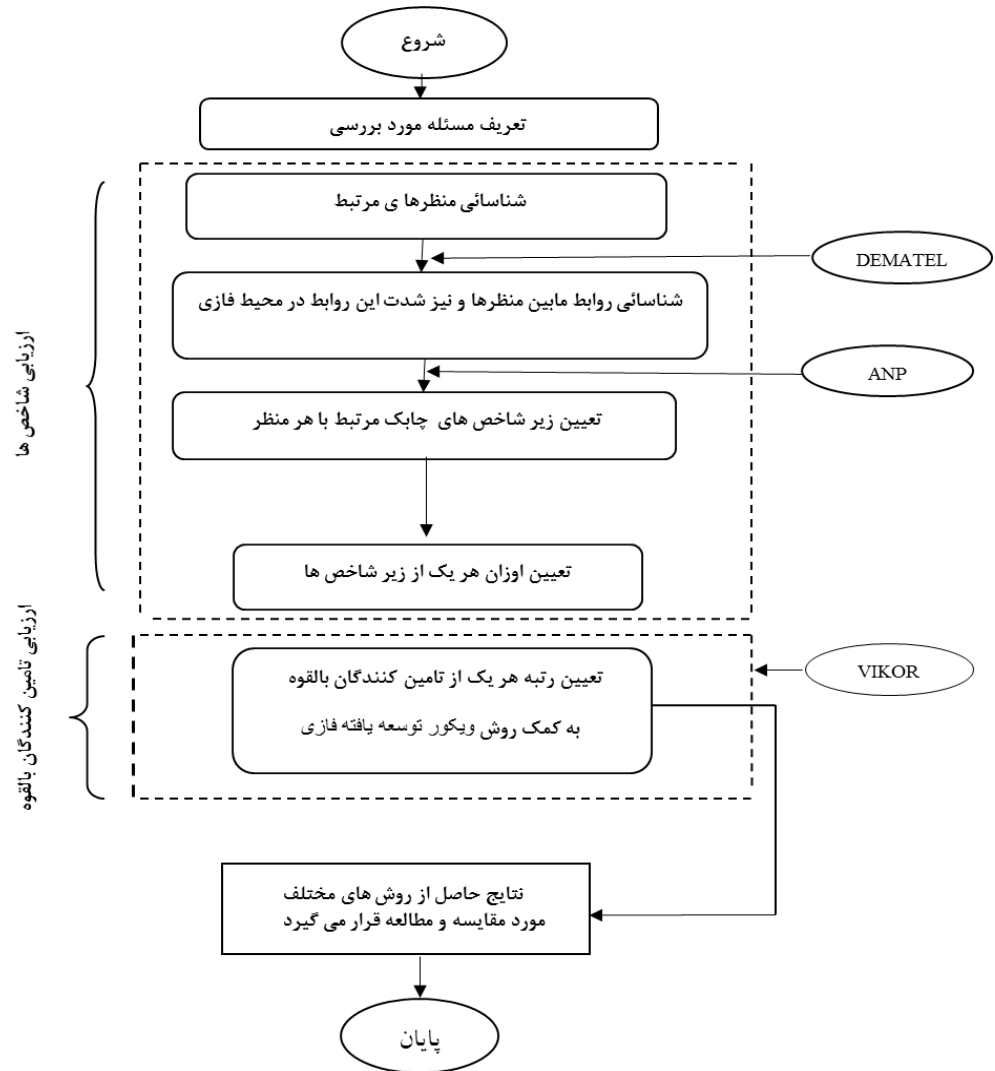 شروع
تعریف مسئله مورد بررسی
شناسائی منظرها ی مرتبط
DEMATEL
شناسائی روابط مابین منظرها و نیز شدت این روابط در محیط فازی
ANP
تعیین زیر شاخص های چابک مرتبط با هر منظر
ارزیابی شاخص ها
تعیین اوزان هر یک از زیر شاخص ها
تعیین رتبه هر یک از تامین کنندگان بالقوه
به کمک روش ویکور توسعه یافته فازی
VIKOR
ارزیابی تامین کنندگان بالقوه
نتایج حاصل از روش های مختلف
مورد مقایسه و مطالعه قرار می گیرد
پایان